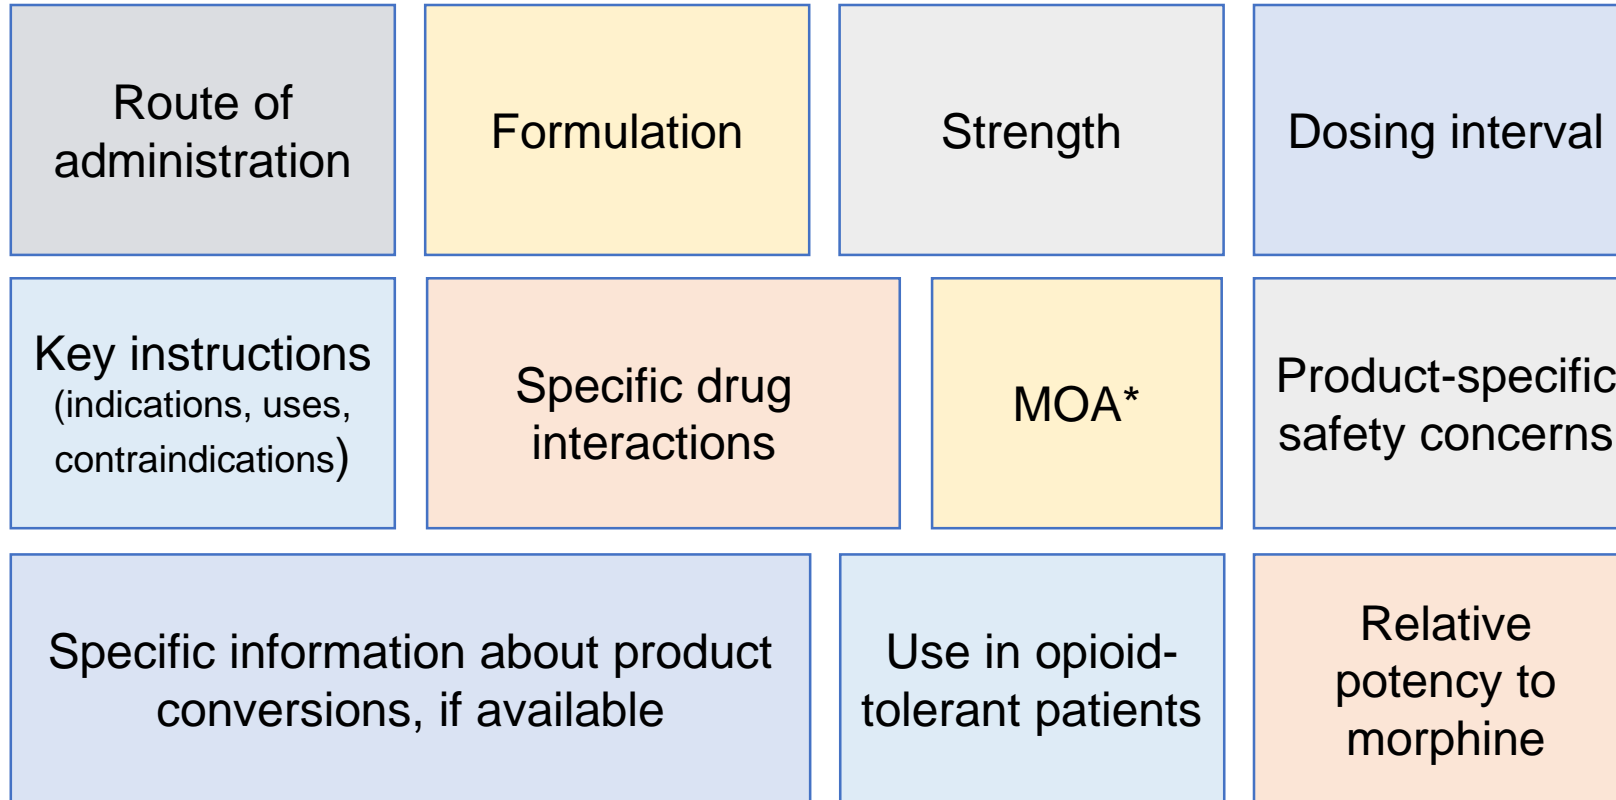 Route of
administration
Formulation
Strength
Dosing interval
Key instructions
(indications, uses,
contraindications)
Specific drug
interactions
MOA*
Product-specific
safety concerns
Specific information about product
conversions, if available
Use in opioid-
tolerant patients
Relative
potency to
morphine